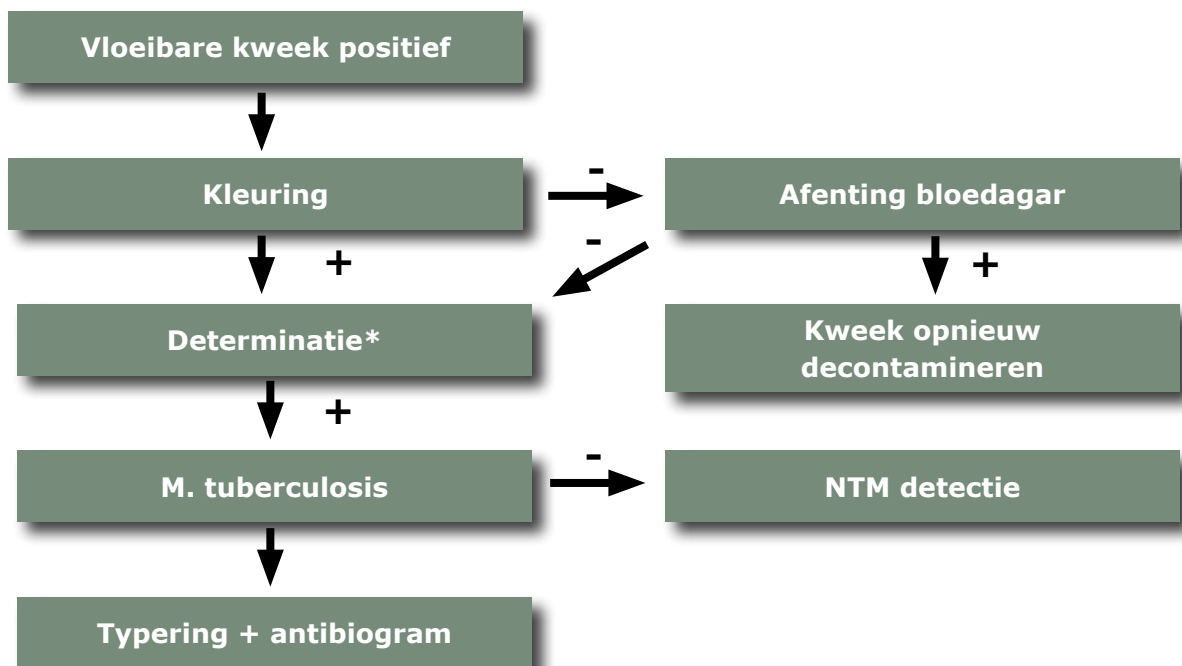 Vloeibare kweek positief
Kleuring
-
Afenting bloedagar
+
-
+
Determinatie*
Kweek opnieuw
decontamineren
+
M. tuberculosis
-
NTM detectie
Typering + antibiogram